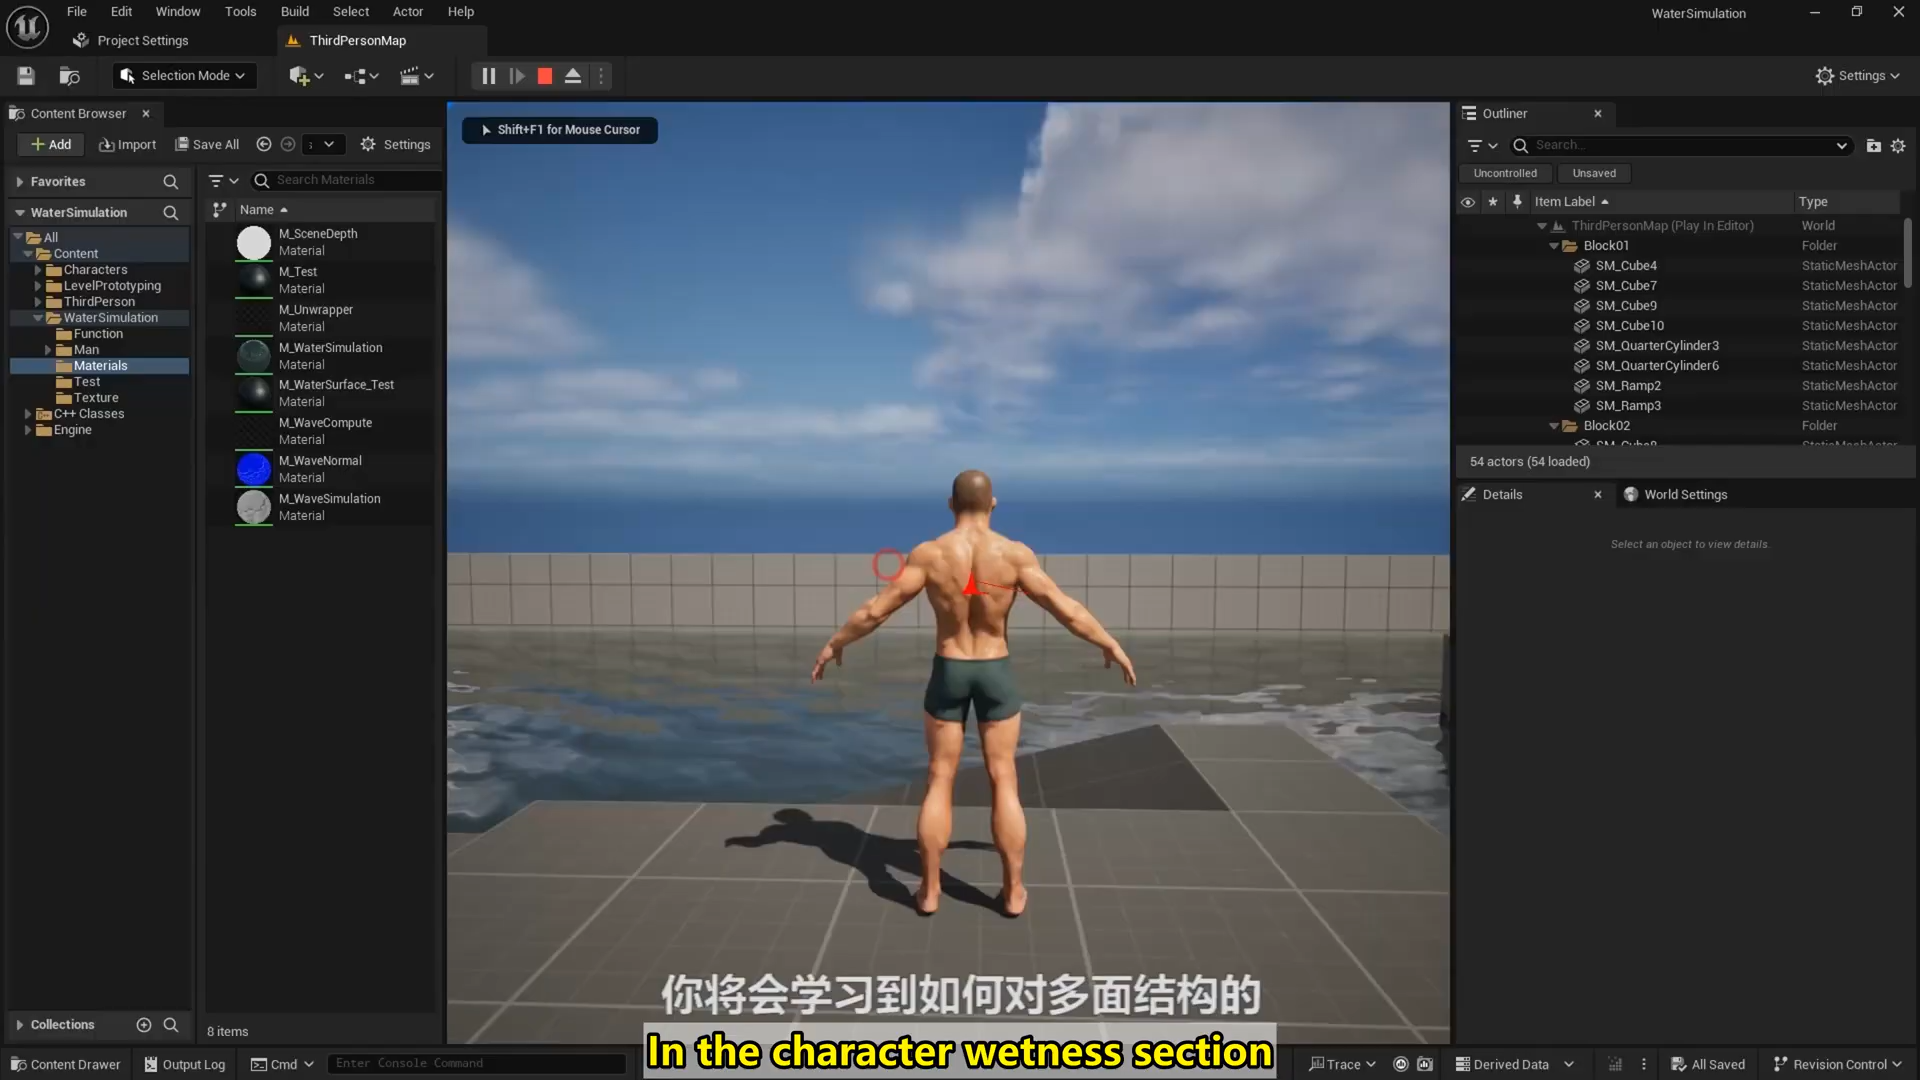 File Edit Window Tools Build Select Actor Help
WaterSimulation
Project Settings
ThirdPersonMap
Selection Mode
Settings
Content Browser
Add Import Save All Settings
Favorites
WaterSimulation
All
Content
Characters
LevelPrototyping
ThirdPerson
WaterSimulation
Function
Man
Materials
Test
Texture
C++ Classes
Engine
Collections
Search Materials
Name
M_SceneDepth
Material
M_Test
Material
M_Unwrapper
Material
M_WaterSimulation
Material
M_WaterSurface_Test
Material
M_WaveCompute
Material
M_WaveNormal
Material
M_WaveSimulation
Material
8 items
Shift+F1 for Mouse Cursor
你将会学习到如何对多面结构的
In the character wetness section
Outliner
Search...
Uncontrolled Unsaved
Item Label Type
ThirdPersonMap (Play In Editor) World
Block01 Folder
SM_Cube4 StaticMeshActor
SM_Cube7 StaticMeshActor
SM_Cube9 StaticMeshActor
SM_Cube10 StaticMeshActor
SM_QuarterCylinder3 StaticMeshActor
SM_QuarterCylinder6 StaticMeshActor
SM_Ramp2 StaticMeshActor
SM_Ramp3 StaticMeshActor
Block02 Folder
SM_Cube8 StaticMeshActor
54 actors (54 loaded)
Details World Settings
Select an object to view details.
Content Drawer Output Log Cmd Enter Console Command
Trace Derived Data All Saved Revision Control